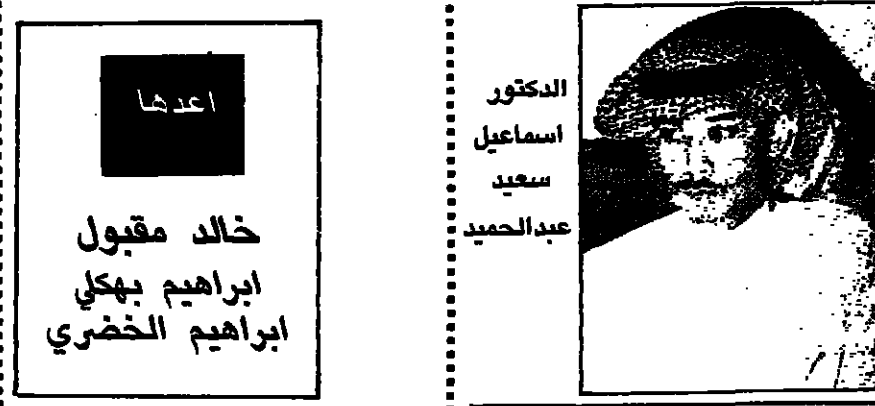 الدكتور
اسماعيل
سعيد
عبدالحميد
اعدها
خالد مقبول
ابراهيم بهكلي
ابراهيم الخضري